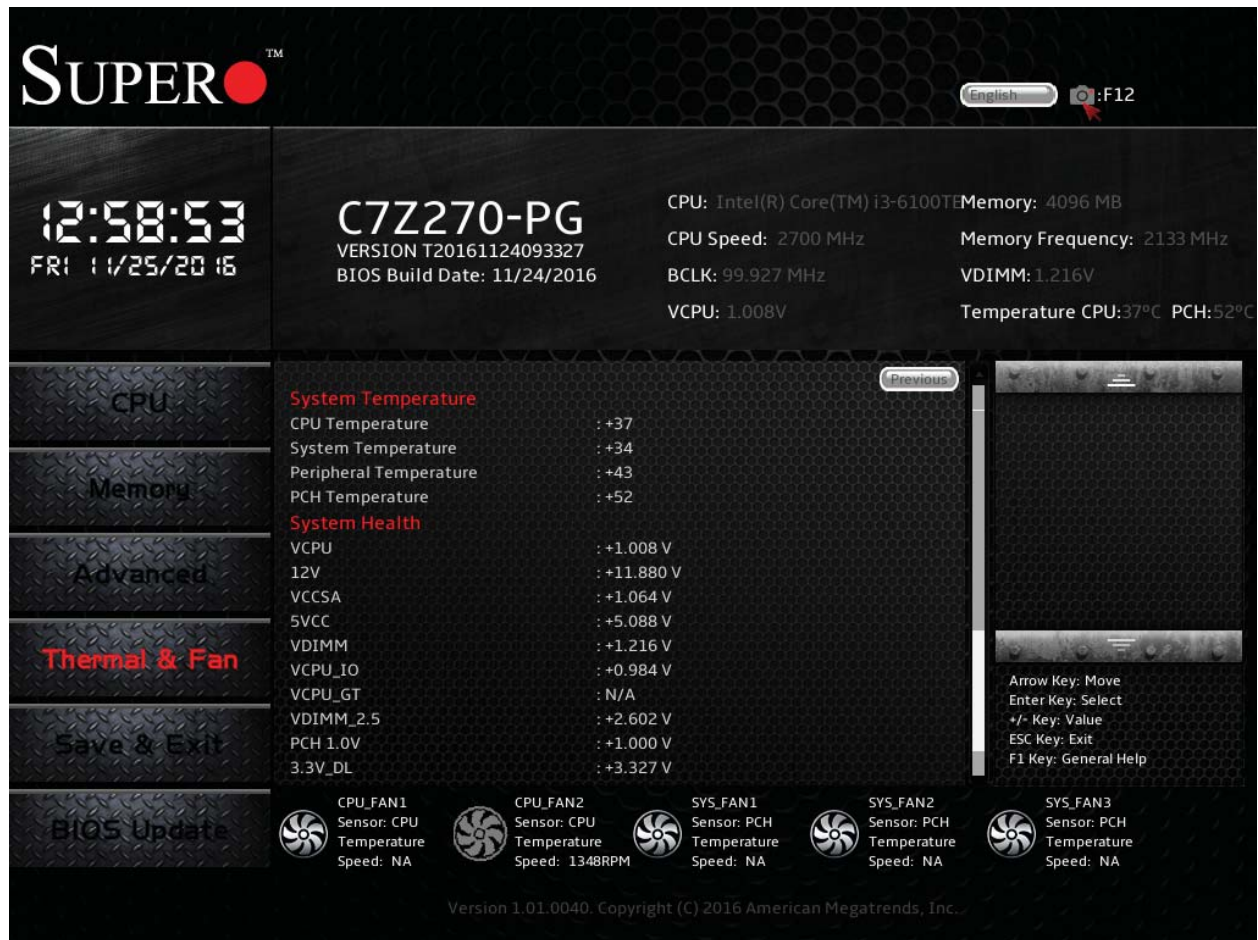 SUPER TM
English :F12
12:58:53
FRI 11/25/2016
C7Z270-PG
VERSION T20161124093327
BIOS Build Date: 11/24/2016
CPU: Intel(R) Core(TM) i3-6100TE
CPU Speed: 2700 MHz
BCLK: 99.927 MHz
VCPU: 1.008V
Memory: 4096 MB
Memory Frequency: 2133 MHz
VDIMM: 1.216V
Temperature CPU:37°C PCH:52°C
CPU
Memory
Advanced
Thermal & Fan
Save & Exit
BIOS Update
Previous
System Temperature
CPU Temperature : +37
System Temperature : +34
Peripheral Temperature : +43
PCH Temperature : +52
System Health
VCPU : +1.008 V
12V : +11.880 V
VCCSA : +1.064 V
5VCC : +5.088 V
VDIMM : +1.216 V
VCPU_IO : +0.984 V
VCPU_GT : N/A
VDIMM_2.5 : +2.602 V
PCH 1.0V : +1.000 V
3.3V_DL : +3.327 V
Arrow Key: Move
Enter Key: Select
+/- Key: Value
ESC Key: Exit
F1 Key: General Help
CPU_FAN1
Sensor: CPU
Temperature
Speed: NA
CPU_FAN2
Sensor: CPU
Temperature
Speed: 1348RPM
SYS_FAN1
Sensor: PCH
Temperature
Speed: NA
SYS_FAN2
Sensor: PCH
Temperature
Speed: NA
SYS_FAN3
Sensor: PCH
Temperature
Speed: NA
Version 1.01.0040. Copyright (C) 2016 American Megatrends, Inc.